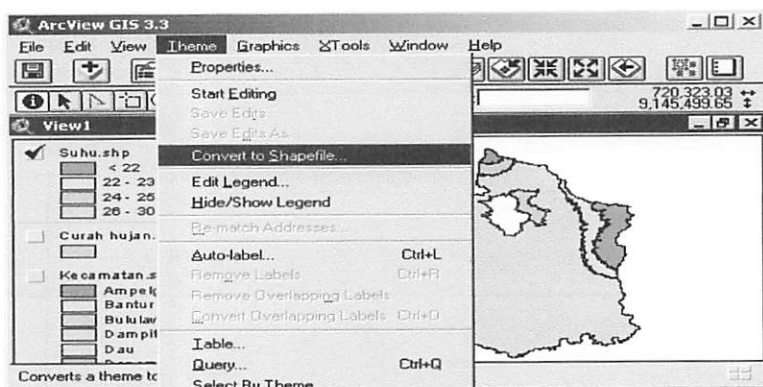 ArcView GIS 3.3
File Edit View Theme Graphics XTools Window Help
Properties...
Start Editing
Save Edits
Save Edits As...
Convert to Shapefile...
Edit Legend...
Hide/Show Legend
Re-match Addresses...
Auto-label... Ctrl+L
Remove Labels Ctrl+R
Remove Overlapping Labels
Convert Overlapping Labels Ctrl+O
Table...
Query... Ctrl+Q
Select By Theme
720,323.03
9,145,499.65
View1
Suhu.shp
< 22
22 - 23
24 - 25
26 - 30
Curah hujan.
Kecamatan.s
Ampelg
Bantur
Bululaw
Dampit
Dau
Converts a theme to